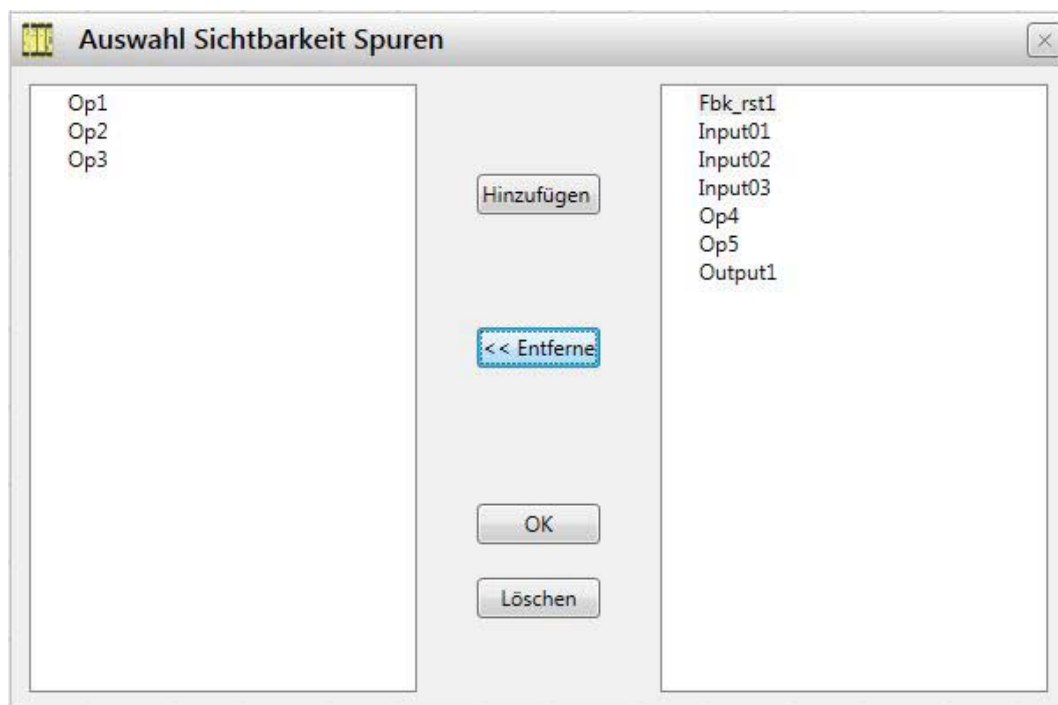 Auswahl Sichtbarkeit Spuren
Op1
Op2
Op3
Hinzufügen
<< Entferne
OK
Löschen
Fbk_rst1
Input01
Input02
Input03
Op4
Op5
Output1